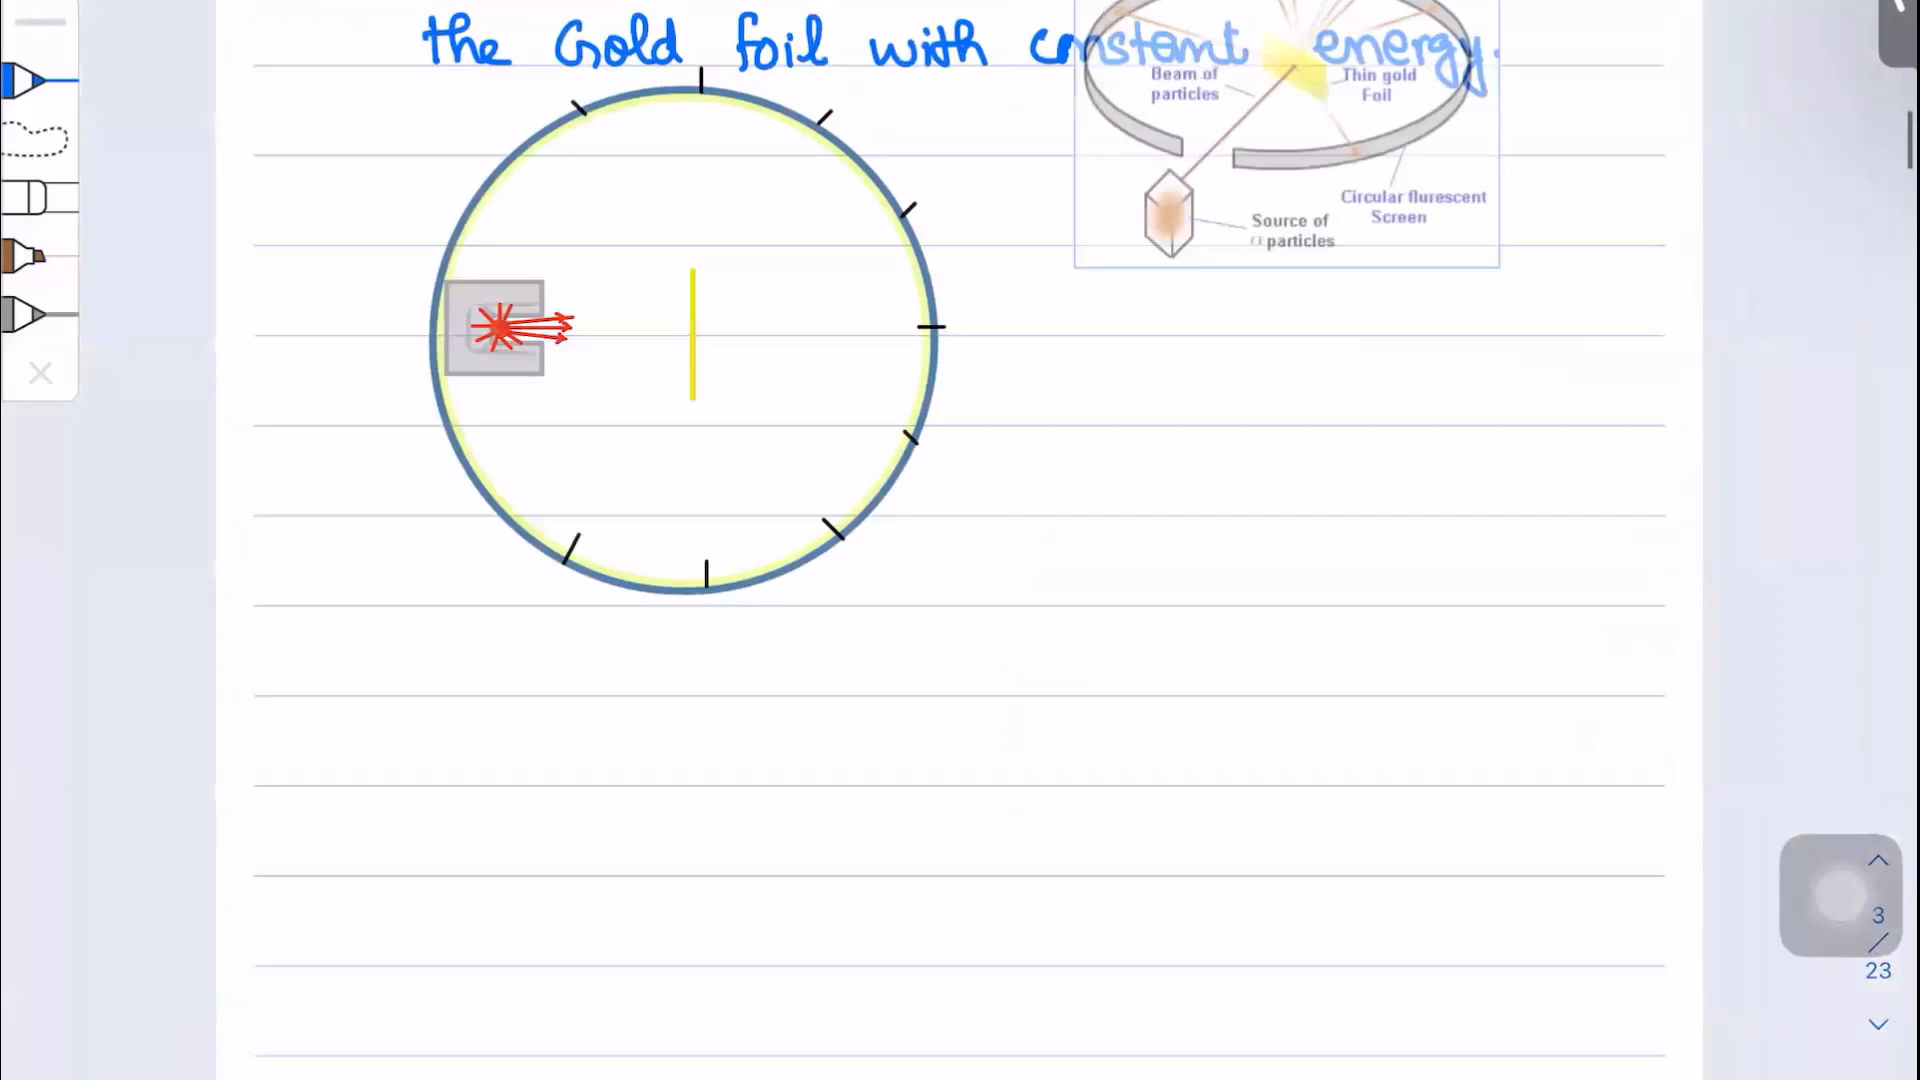 the Gold foil with constant energy.
Beam of
particles
Thin gold
Foil
Circular flurescent
Screen
Source of
α particles
3
/
23